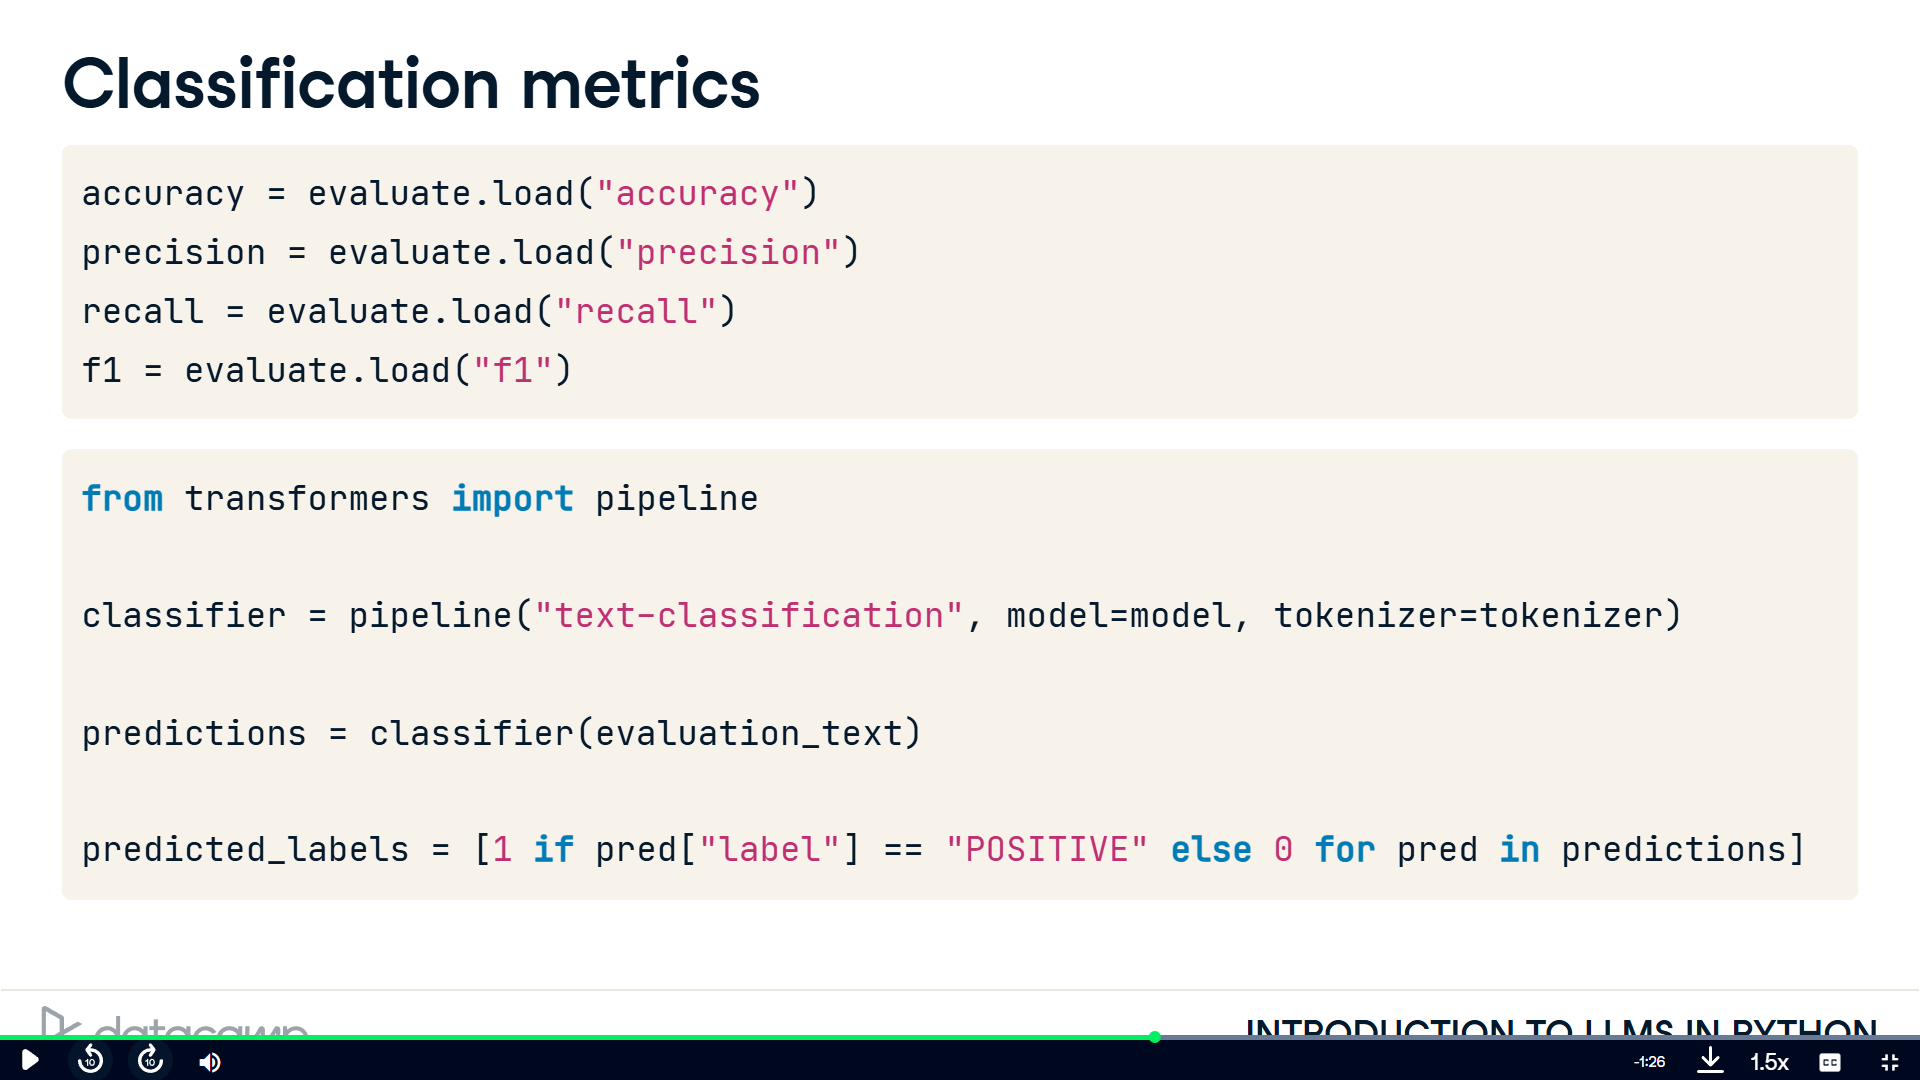 Classification metrics
accuracy = evaluate.load("accuracy")
precision = evaluate.load("precision")
recall = evaluate.load("recall")
f1 = evaluate.load("f1")
from transformers import pipeline
classifier = pipeline("text-classification", model=model, tokenizer=tokenizer)
predictions = classifier(evaluation_text)
predicted_labels = [1 if pred["label"] == "POSITIVE" else 0 for pred in predictions]
datacamp
INTRODUCTION TO LLMS IN PYTHON
10
10
-1:26
1.5x
CC